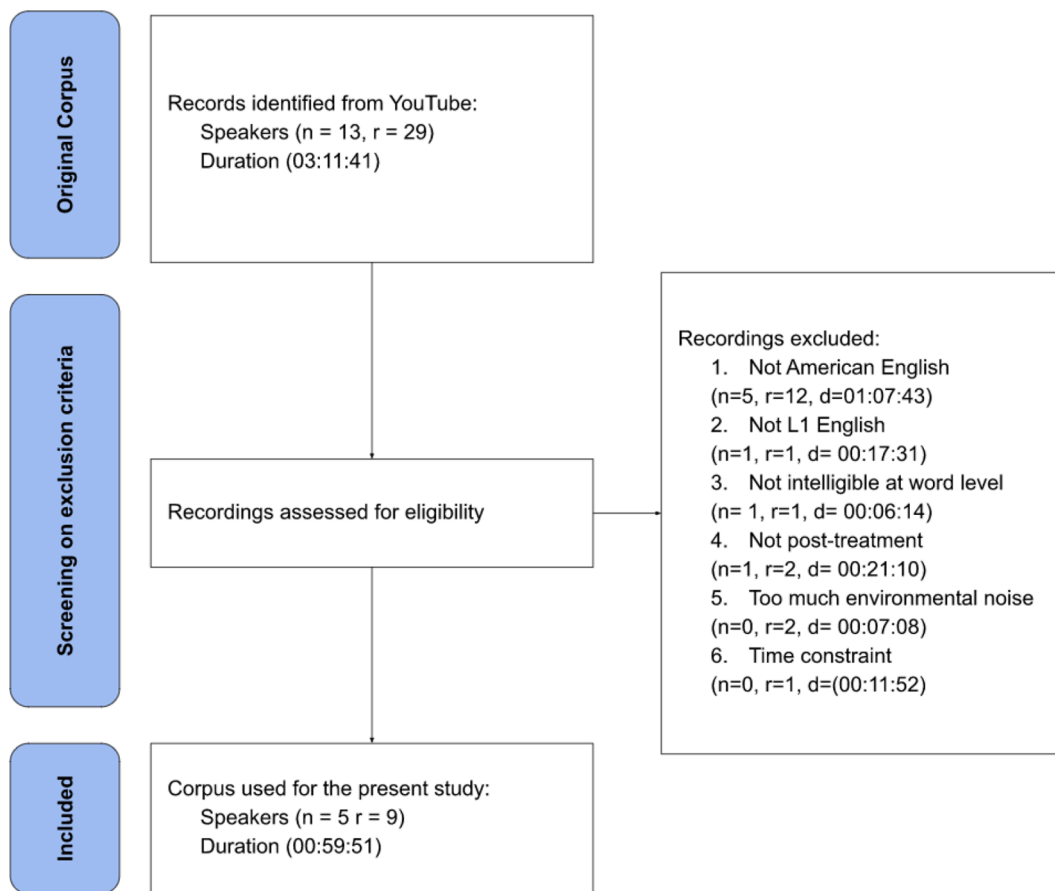 Original Corpus
Records identified from YouTube:
Speakers (n = 13, r = 29)
Duration (03:11:41)
Screening on exclusion criteria
Recordings assessed for eligibility
Recordings excluded:
1. Not American English
(n=5, r=12, d=01:07:43)
2. Not L1 English
(n=1, r=1, d= 00:17:31)
3. Not intelligible at word level
(n= 1, r=1, d= 00:06:14)
4. Not post-treatment
(n=1, r=2, d= 00:21:10)
5. Too much environmental noise
(n=0, r=2, d= 00:07:08)
6. Time constraint
(n=0, r=1, d=(00:11:52)
Included
Corpus used for the present study:
Speakers (n = 5 r = 9)
Duration (00:59:51)